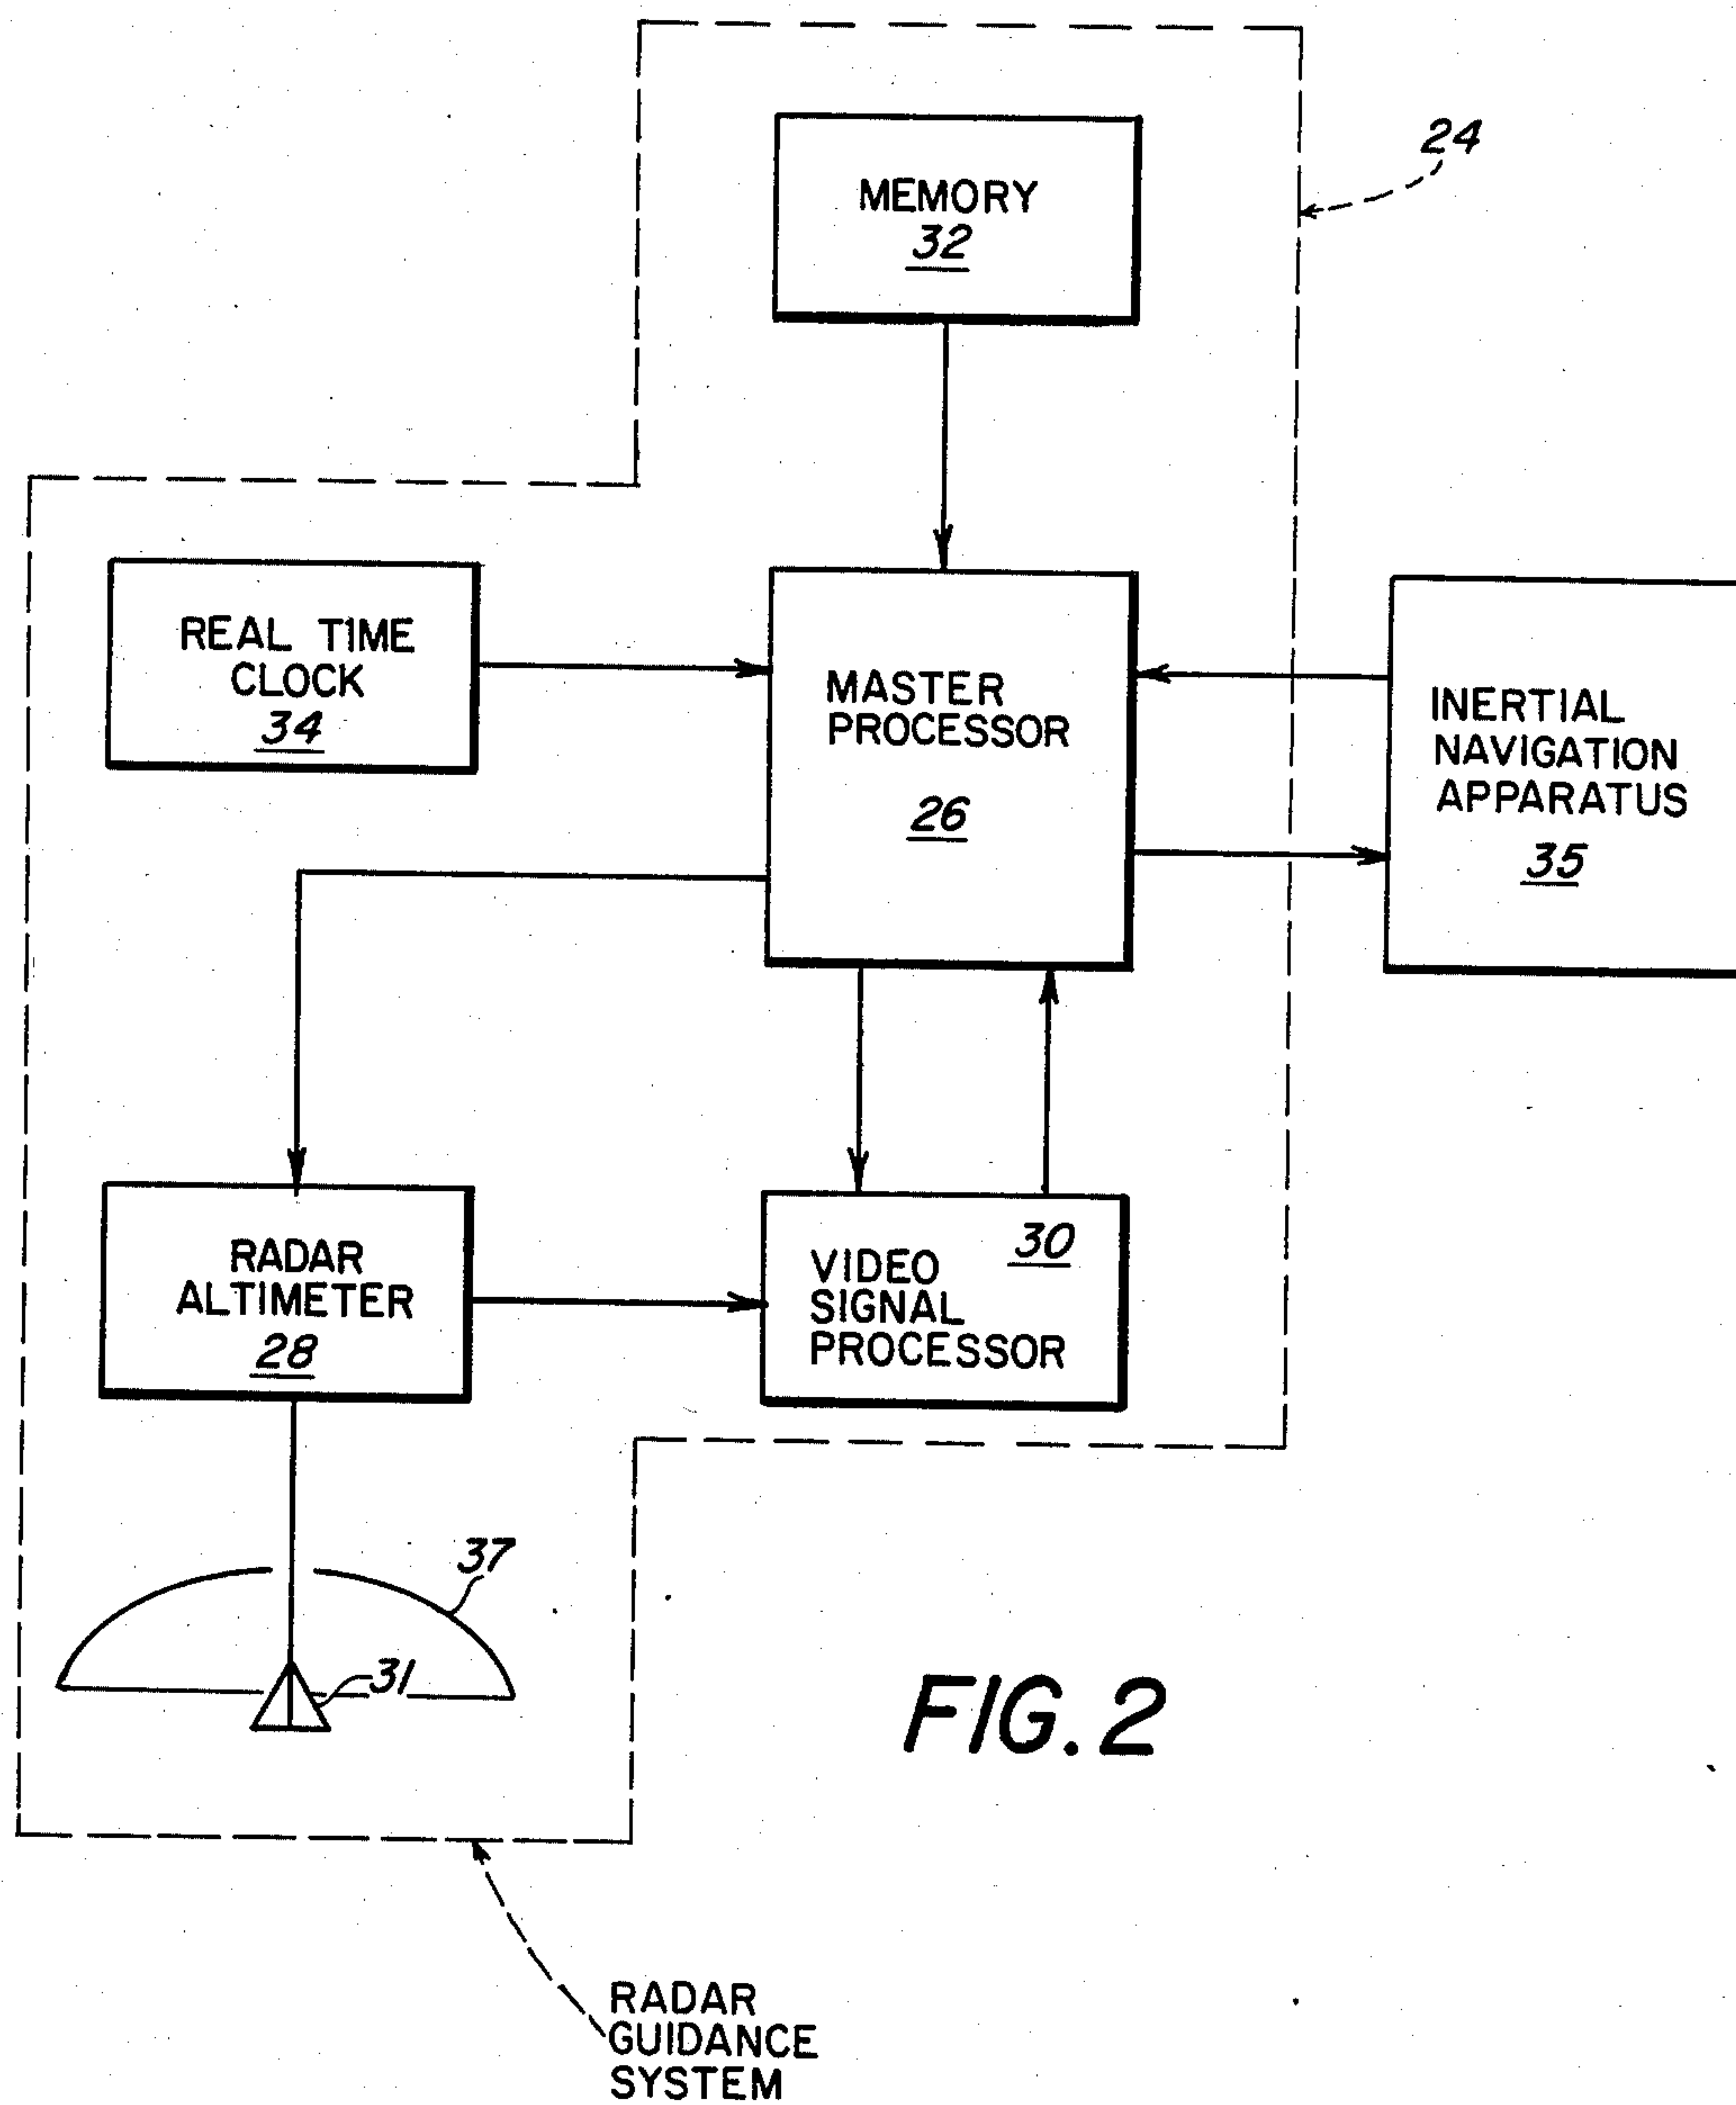 24
MEMORY
32
REAL TIME
CLOCK
34
MASTER
PROCESSOR
26
INERTIAL
NAVIGATION
APPARATUS
35
RADAR
ALTIMETER
28
30
VIDEO
SIGNAL
PROCESSOR
37
31
FIG. 2
RADAR
GUIDANCE
SYSTEM